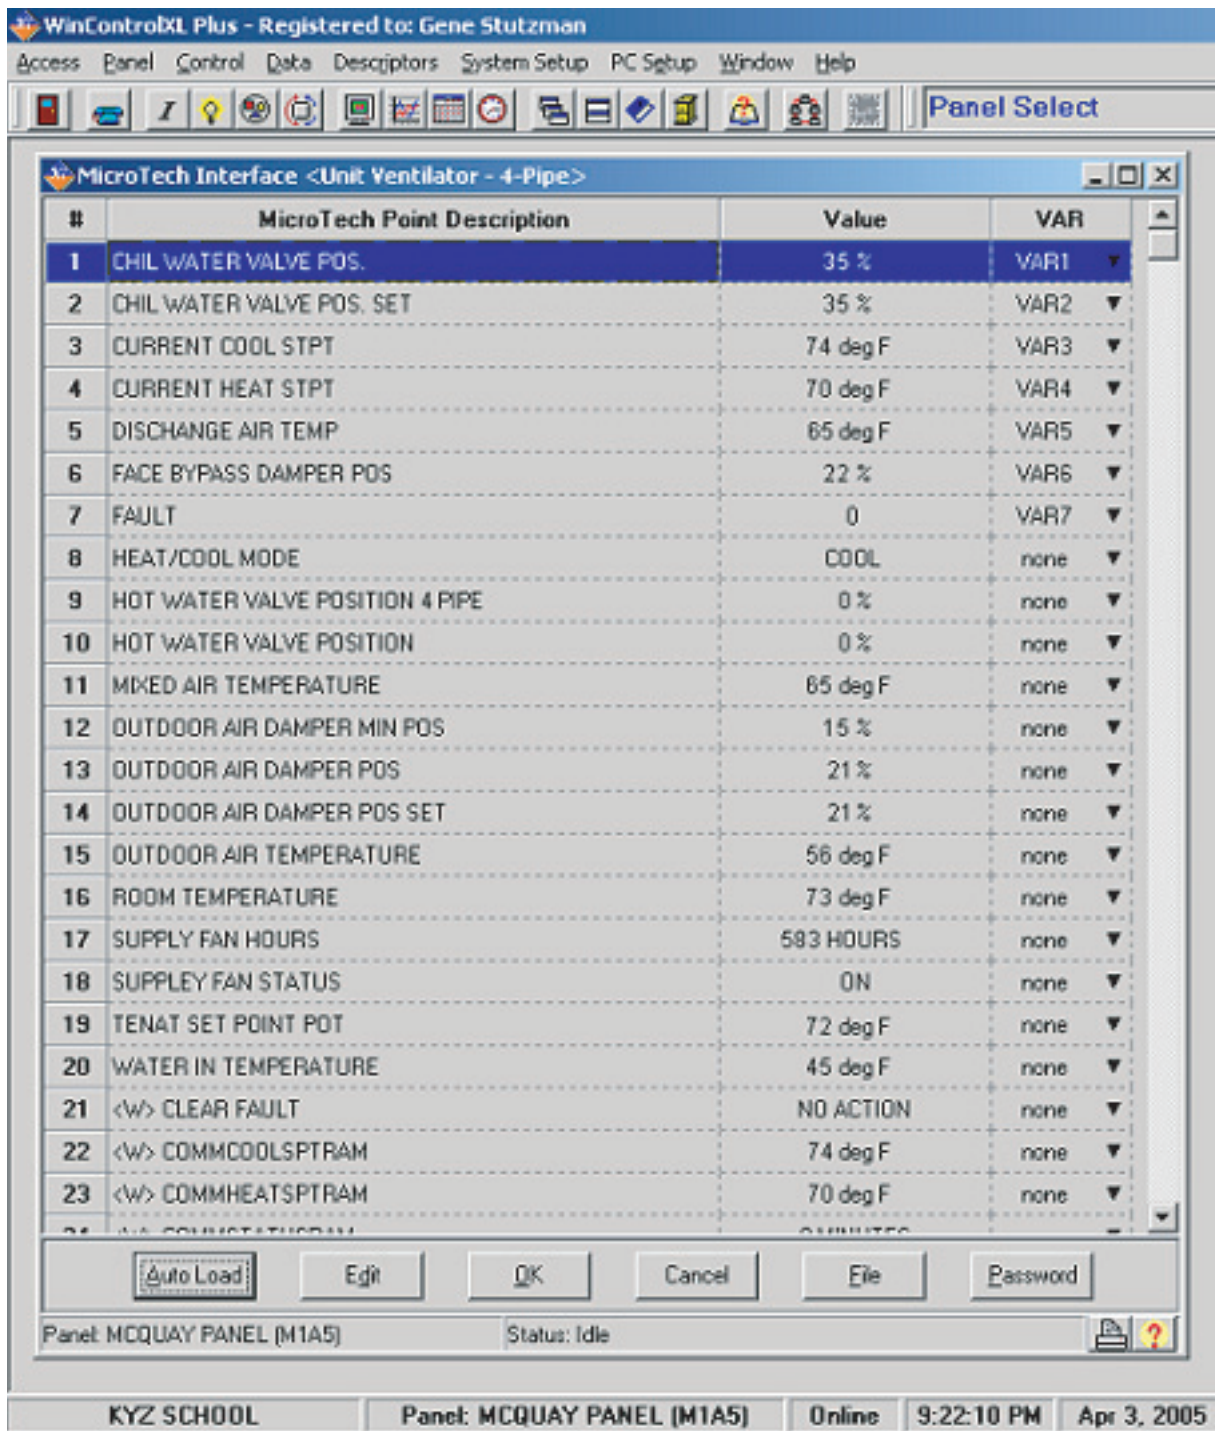 WinControlXL Plus - Registered to: Gene Stutzman
Access Panel Control Data Descriptors System Setup PC Setup Window Help
Panel Select
MicroTech Interface <Unit Ventilator - 4-Pipe>
# MicroTech Point Description Value VAR
1 CHIL WATER VALVE POS. 35 % VAR1
2 CHIL WATER VALVE POS. SET 35 % VAR2
3 CURRENT COOL STPT 74 deg F VAR3
4 CURRENT HEAT STPT 70 deg F VAR4
5 DISCHANGE AIR TEMP 65 deg F VAR5
6 FACE BYPASS DAMPER POS 22 % VAR6
7 FAULT 0 VAR7
8 HEAT/COOL MODE COOL none
9 HOT WATER VALVE POSITION 4 PIPE 0 % none
10 HOT WATER VALVE POSITION 0 % none
11 MIXED AIR TEMPERATURE 65 deg F none
12 OUTDOOR AIR DAMPER MIN POS 15 % none
13 OUTDOOR AIR DAMPER POS 21 % none
14 OUTDOOR AIR DAMPER POS SET 21 % none
15 OUTDOOR AIR TEMPERATURE 56 deg F none
16 ROOM TEMPERATURE 73 deg F none
17 SUPPLY FAN HOURS 583 HOURS none
18 SUPPLEY FAN STATUS ON none
19 TENAT SET POINT POT 72 deg F none
20 WATER IN TEMPERATURE 45 deg F none
21 <W> CLEAR FAULT NO ACTION none
22 <W> COMMCOOLSPTRAM 74 deg F none
23 <W> COMMHEATSPTRAM 70 deg F none
Auto Load Edit OK Cancel File Password
Panel: MCQUAY PANEL (M1A5) Status: Idle
KYZ SCHOOL Panel: MCQUAY PANEL (M1A5) Online 9:22:10 PM Apr 3, 2005